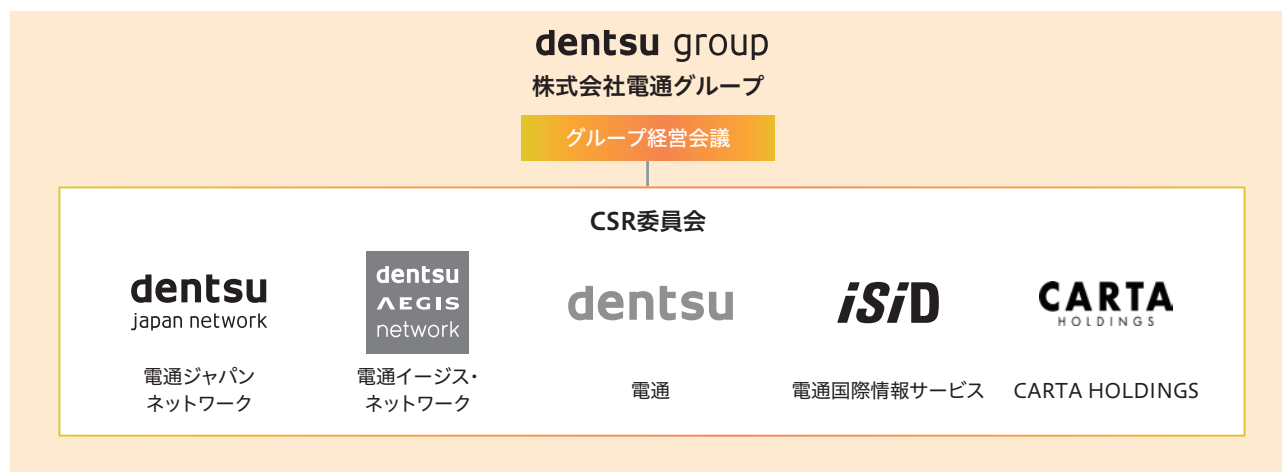 dentsu group
株式会社電通グループ
グループ経営会議
CSR委員会
dentsu
japan network
電通ジャパン
ネットワーク
dentsu
AEGIS
network
電通イージス・
ネットワーク
dentsu
電通
iSiD
電通国際情報サービス
CARTA
HOLDINGS
CARTA HOLDINGS